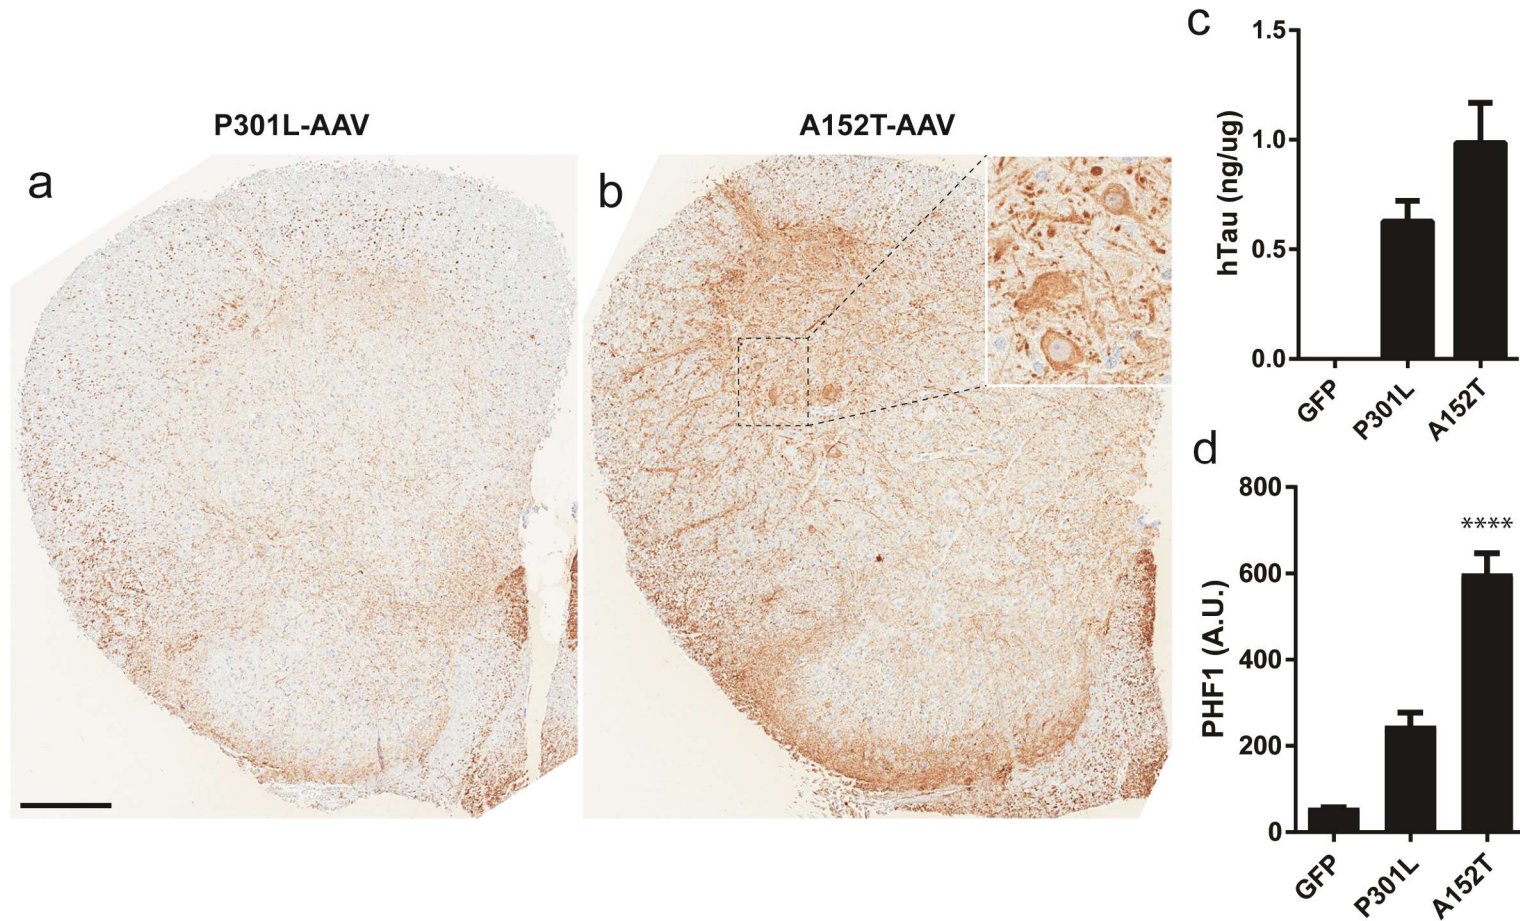 P301L-AAV
A152T-AAV
a
b
c
hTau (ng/ug)
1.5
1.0
0.5
0.0
GFP
P301L
A152T
d
PHF1 (A.U.)
800
600
400
200
0
****
GFP
P301L
A152T